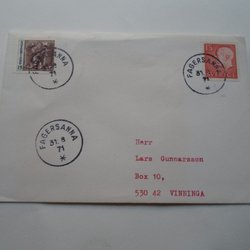 FAGERSANNA
31. 8
71
FAGERSANNA
31.
71
FAGERSANNA
31. 8
71
Herr
Lars Gunnarsson
Box 10,
530 42 VINNINGA